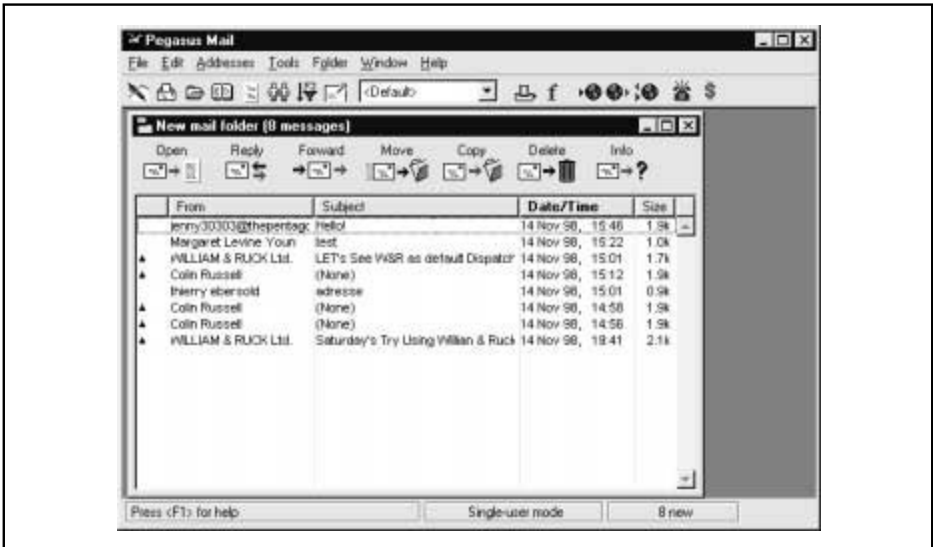 Pegasus Mail
File Edit Addresses Tools Folder Window Help
<Default> f $
New mail folder (8 messages)
Open Reply Forward Move Copy Delete Info
?
From Subject Date/Time Size
jenny30303@thepentagc Hello! 14 Nov 98, 15:46 1.9k
Margaret Levine Youn test 14 Nov 98, 15:22 1.0k
WILLIAM & RUCK Ltd. LET's See W&R as default Dispatch 14 Nov 98, 15:01 1.7k
Colin Russell (None) 14 Nov 98, 15:12 1.9k
thierry ebersold adresse 14 Nov 98, 15:01 0.9k
Colin Russell (None) 14 Nov 98, 14:58 1.9k
Colin Russell (None) 14 Nov 98, 14:56 1.9k
WILLIAM & RUCK Ltd. Saturday's Try Using Willian & Ruck 14 Nov 98, 2.1k
Press <F1> for help Single-user mode 8 new